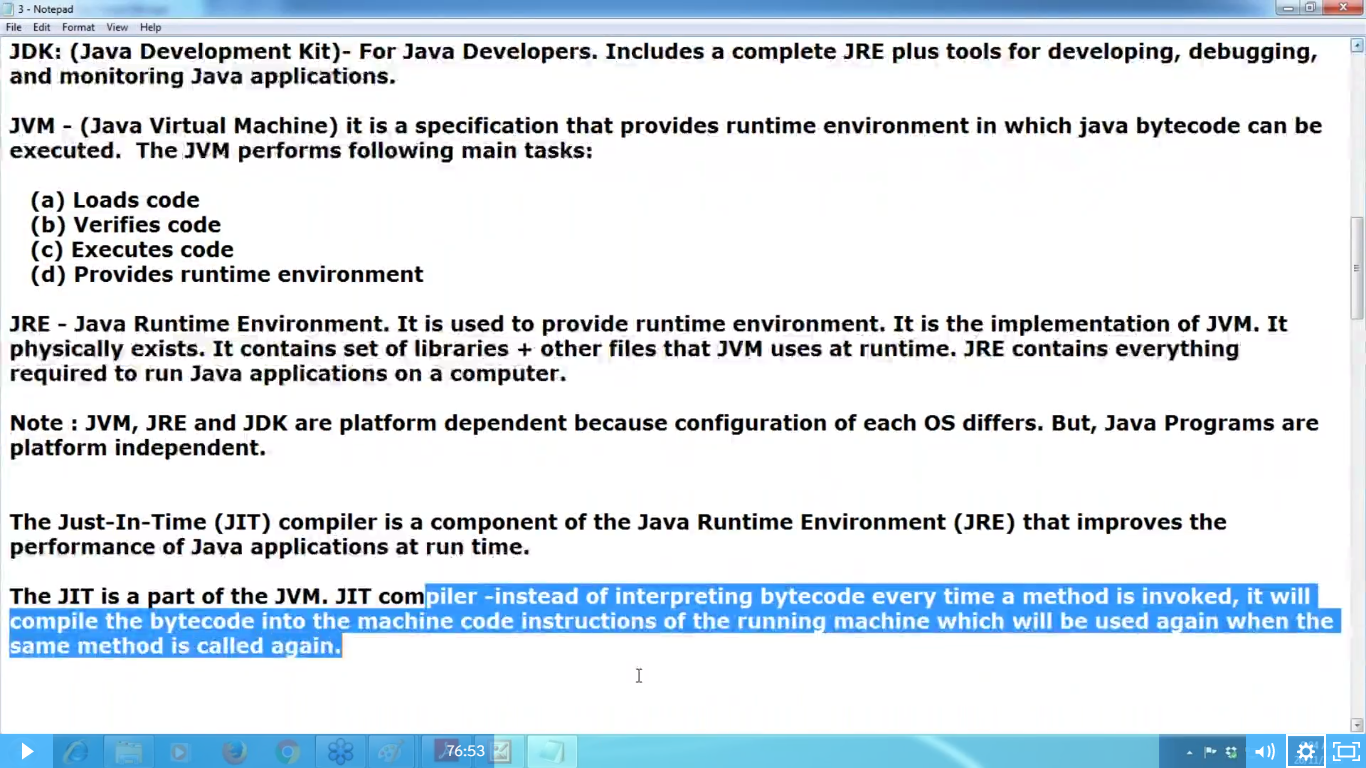 3 - Notepad
File Edit Format View Help
JDK: (Java Development Kit)- For Java Developers. Includes a complete JRE plus tools for developing, debugging,
and monitoring Java applications.
JVM - (Java Virtual Machine) it is a specification that provides runtime environment in which java bytecode can be
executed.  The JVM performs following main tasks:
(a) Loads code
(b) Verifies code
(c) Executes code
(d) Provides runtime environment
JRE - Java Runtime Environment. It is used to provide runtime environment. It is the implementation of JVM. It
physically exists. It contains set of libraries + other files that JVM uses at runtime. JRE contains everything
required to run Java applications on a computer.
Note : JVM, JRE and JDK are platform dependent because configuration of each OS differs. But, Java Programs are
platform independent.
The Just-In-Time (JIT) compiler is a component of the Java Runtime Environment (JRE) that improves the
performance of Java applications at run time.
The JIT is a part of the JVM. JIT compiler -instead of interpreting bytecode every time a method is invoked, it will
compile the bytecode into the machine code instructions of the running machine which will be used again when the
same method is called again.
76:53